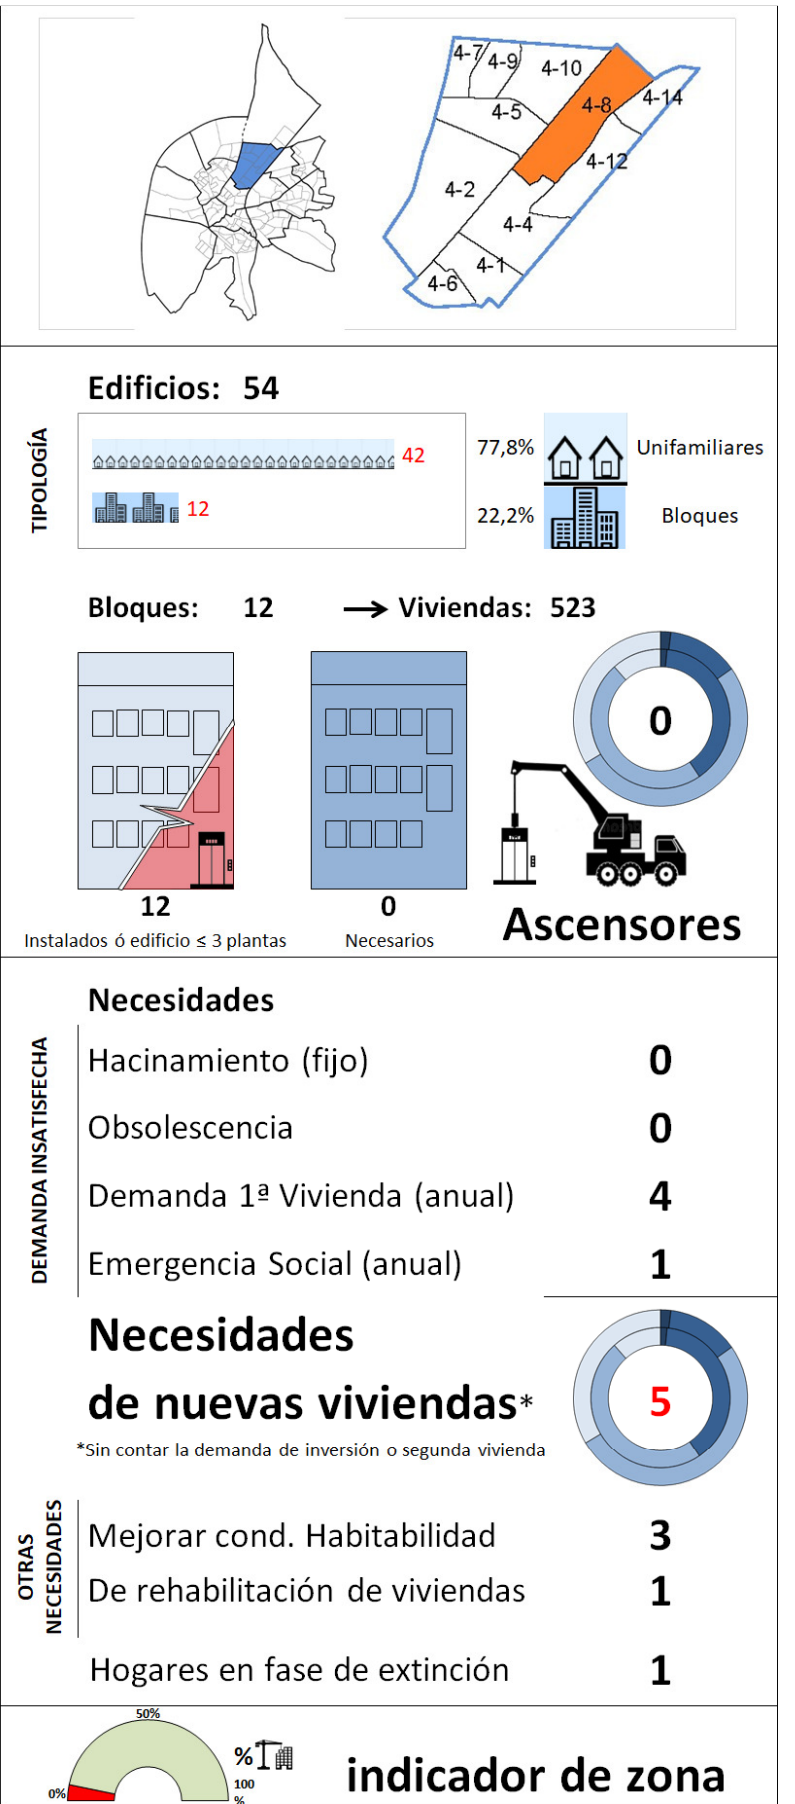 4-7
4-9
4-10
4-8
4-14
4-5
4-12
4-2
4-4
4-1
4-6
TIPOLOGÍA
Edificios: 54
42
77,8%
Unifamiliares
12
22,2%
Bloques
Bloques: 12
Viviendas: 523
0
*
12
0
Instalados ó edificio ≤ 3 plantas
Necesarios
Ascensores
DEMANDA INSATISFECHA
Necesidades
Hacinamiento (fijo) 0
Obsolescencia 0
Demanda 1ª Vivienda (anual) 4
Emergencia Social (anual) 1
Necesidades
de nuevas viviendas*
5
*Sin contar la demanda de inversión o segunda vivienda
OTRAS
NECESIDADES
Mejorar cond. Habitabilidad 3
De rehabilitación de viviendas 1
Hogares en fase de extinción 1
50%
%
0%
100
%
indicador de zona